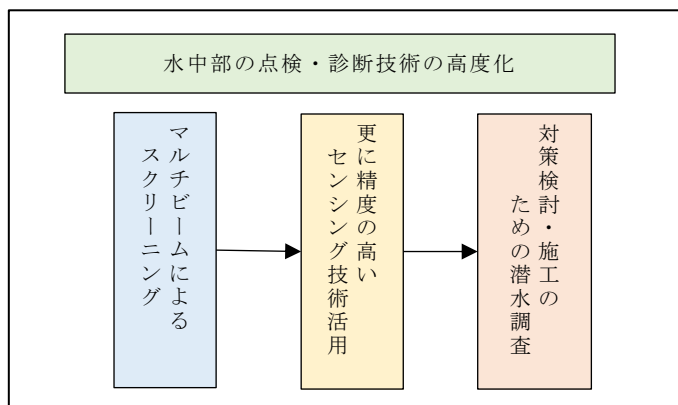 水中部の点検・診断技術の高度化
マルチビームによる
スクリーニング
更に精度の高い
センシング技術活用
対策検討・施工の
ための潜水調査